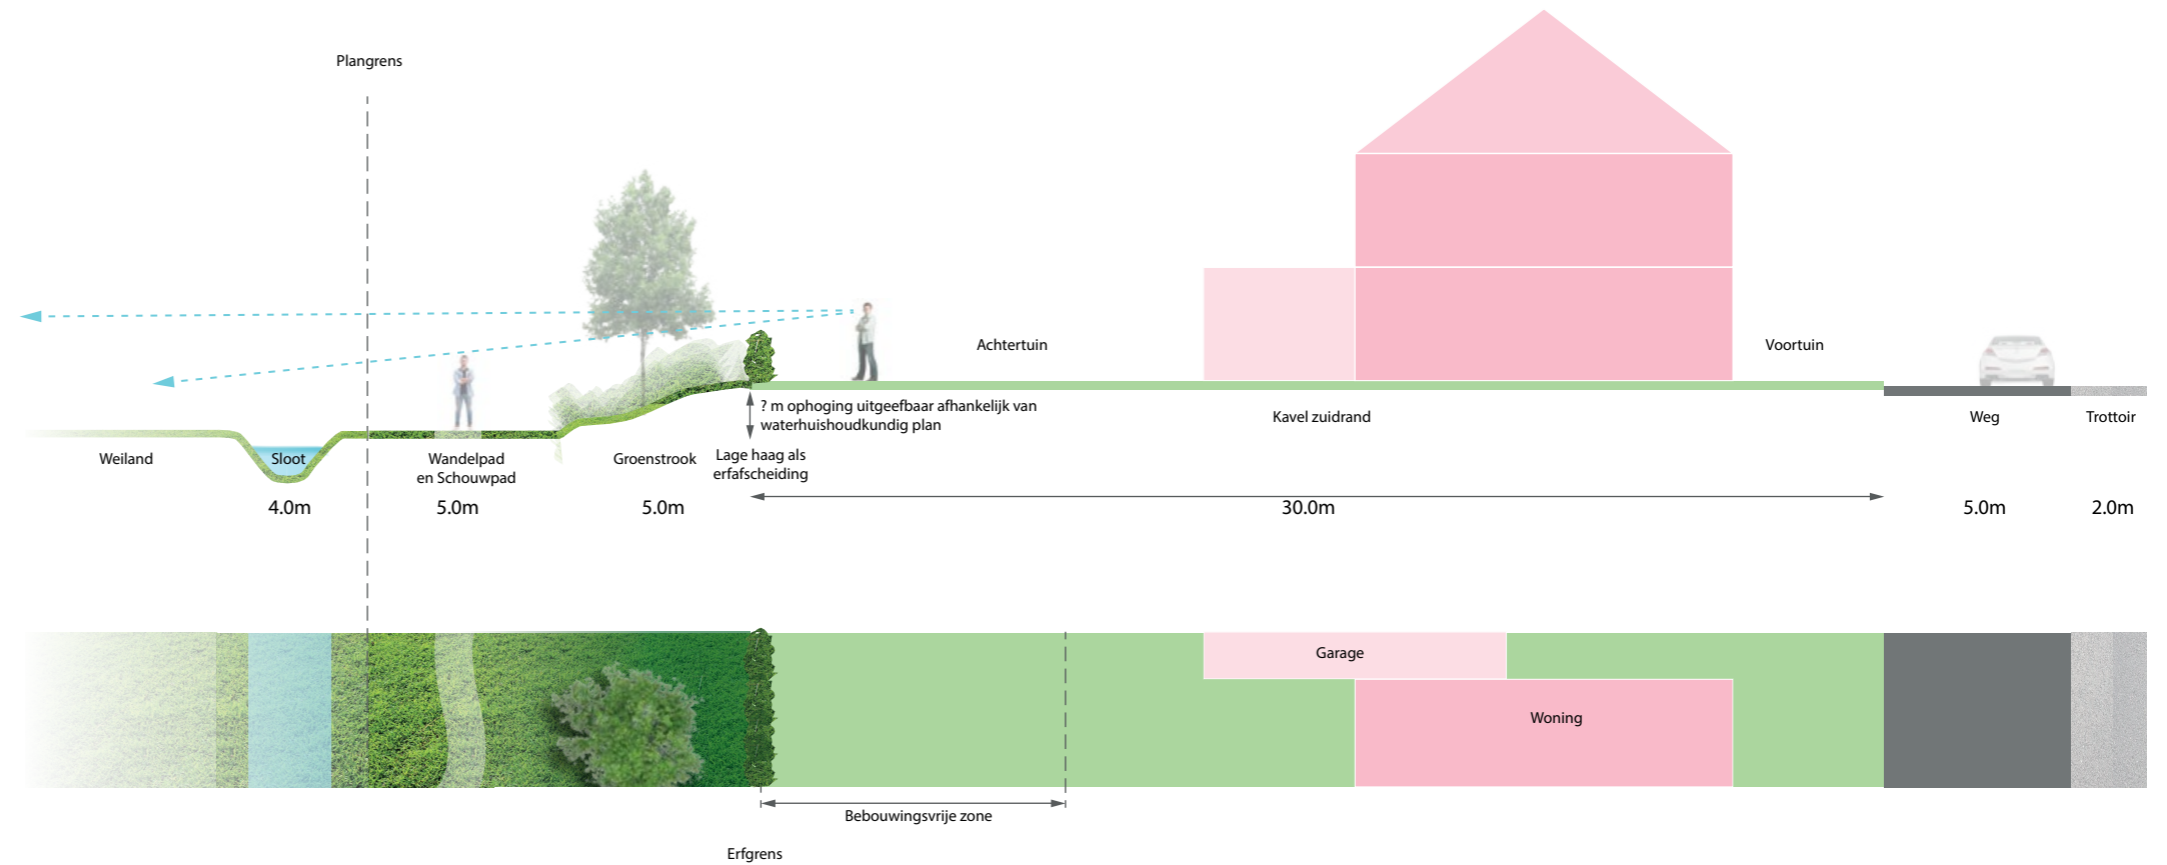 Plangrens
Achtertuin
Voortuin
? m ophoging uitgeefbaar afhankelijk van
waterhuishoudkundig plan
Kavel zuidrand
Weg
Trottoir
Weiland
Sloot
Wandelpad
en Schouwpad
Groenstrook
Lage haag als
erfafscheiding
4.0m
5.0m
5.0m
30.0m
5.0m
2.0m
Garage
Woning
Bebouwingsvrije zone
Erfgrens